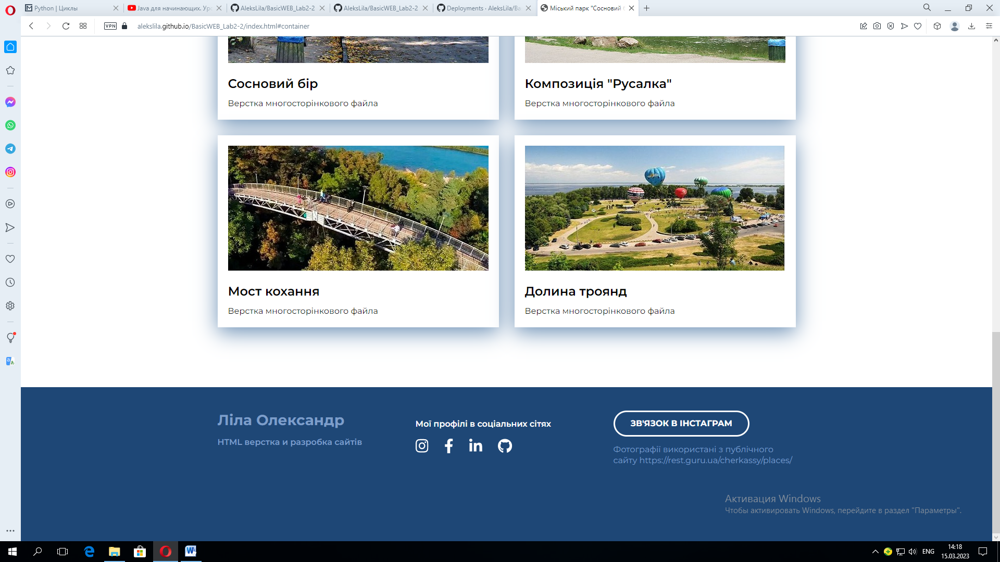 Python | Циклы
Java для начинающих. Уро
AleksLila/BasicWEB_Lab2-2
AleksLila/BasicWEB_Lab2-2
Deployments · AleksLila/Ba
Міський парк "Сосновий
VPN
alekslila.github.io/BasicWEB_Lab2-2/index.html#container
Сосновий бір
Верстка многосторінкового файла
Композиція "Русалка"
Верстка многосторінкового файла
Мост кохання
Верстка многосторінкового файла
Долина троянд
Верстка многосторінкового файла
Ліла Олександр
HTML верстка и разробка сайтів
Мої профілі в соціальних сітях
ЗВ'ЯЗОК В ІНСТАГРАМ
Фотографії використані з публічного
сайту https://rest.guru.ua/cherkassy/places/
Активация Windows
Чтобы активировать Windows, перейдите в раздел "Параметры".
ENG
14:18
15.03.2023